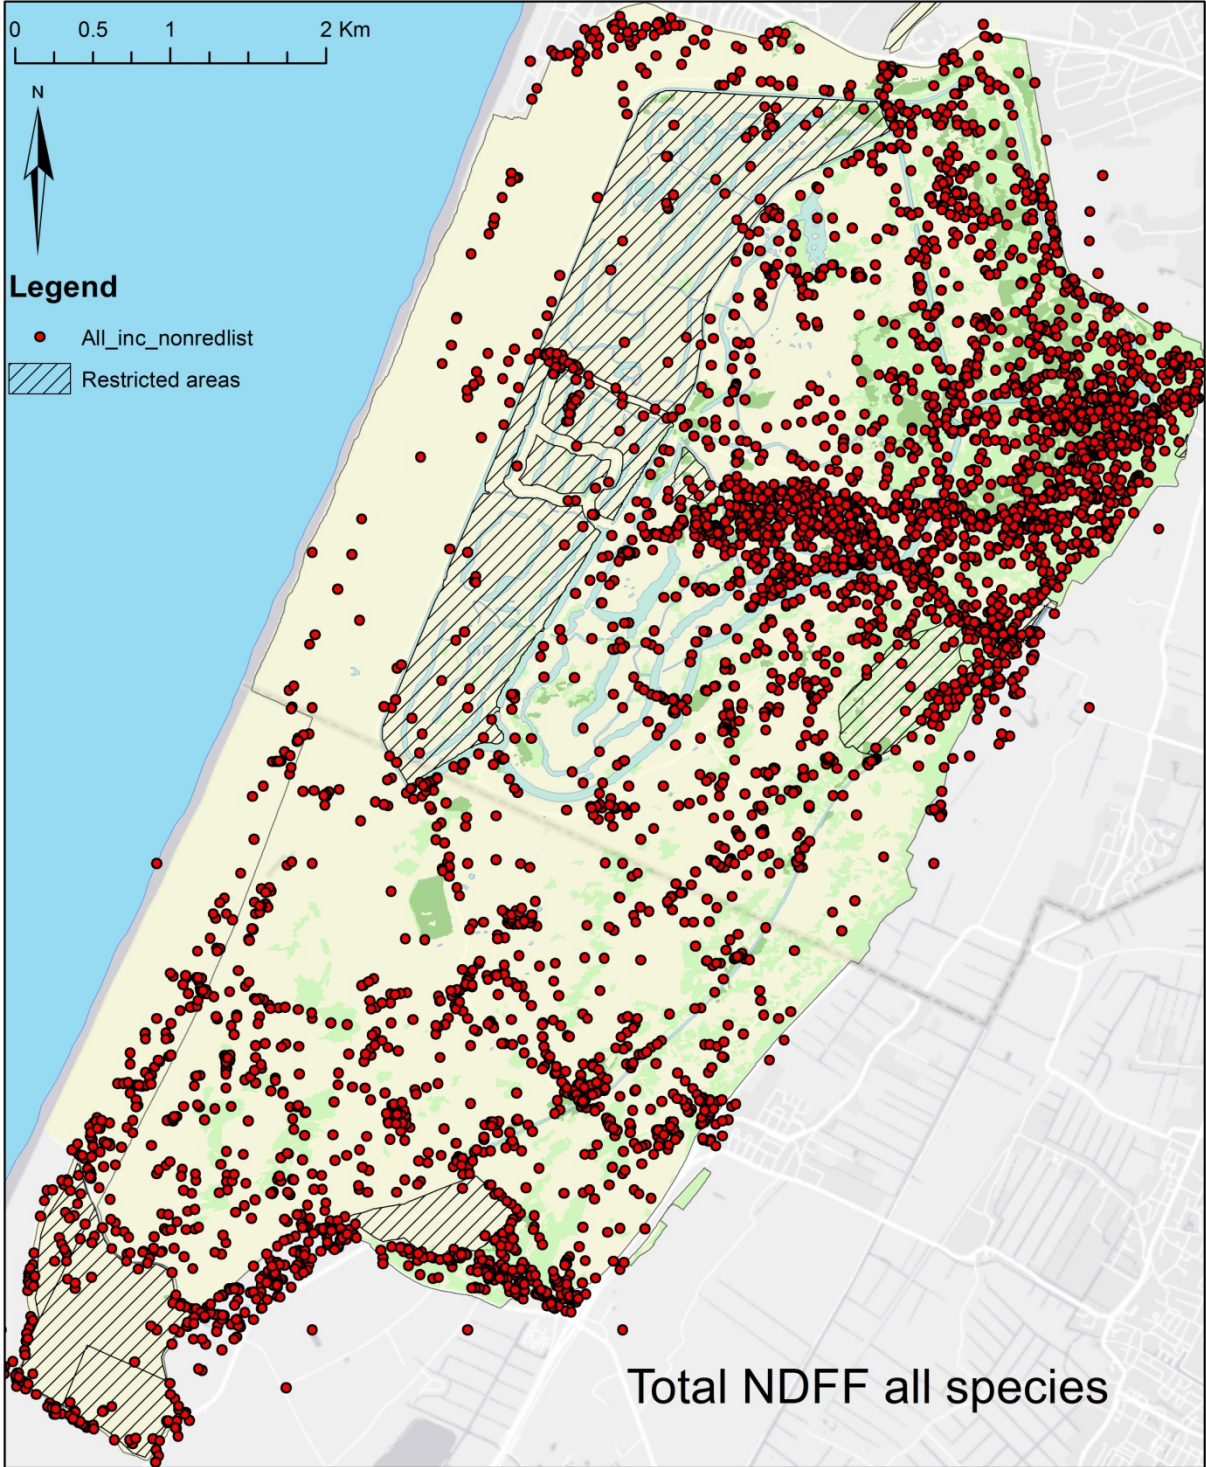 0 0.5 1 2 Km
N
Legend
All_inc_nonredlist
Restricted areas
Total NDFF all species